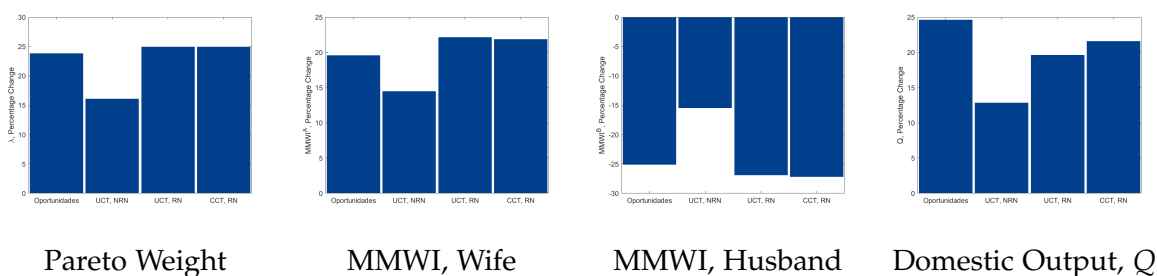 λ, Percentage Change
30
25
20
15
10
5
0
Oportunidades UCT, NRN UCT, RN CCT, RN
Pareto Weight
MMWI^A, Percentage Change
25
20
15
10
5
0
Oportunidades UCT, NRN UCT, RN CCT, RN
MMWI, Wife
MMWI^B, Percentage Change
0
-5
-10
-15
-20
-25
-30
Oportunidades UCT, NRN UCT, RN CCT, RN
MMWI, Husband
Q, Percentage Change
25
20
15
10
5
0
Oportunidades UCT, NRN UCT, RN CCT, RN
Domestic Output, Q